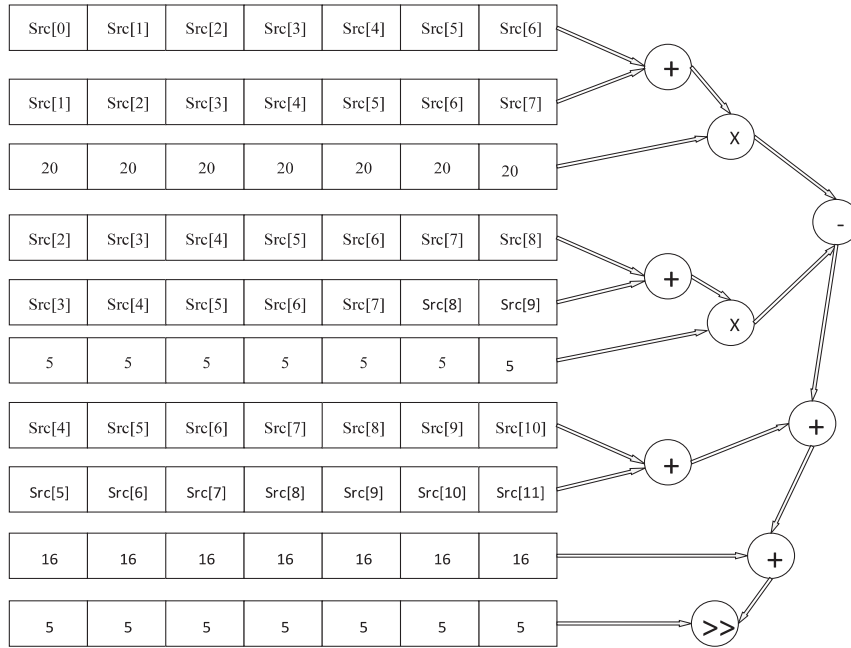 Src[0] Src[1] Src[2] Src[3] Src[4] Src[5] Src[6]
+
Src[1] Src[2] Src[3] Src[4] Src[5] Src[6] Src[7]
X
20 20 20 20 20 20 20
Src[2] Src[3] Src[4] Src[5] Src[6] Src[7] Src[8]
-
+
Src[3] Src[4] Src[5] Src[6] Src[7] Src[8] Src[9]
X
5 5 5 5 5 5 5
Src[4] Src[5] Src[6] Src[7] Src[8] Src[9] Src[10]
+
+
Src[5] Src[6] Src[7] Src[8] Src[9] Src[10] Src[11]
16 16 16 16 16 16 16
+
5 5 5 5 5 5 5
>>